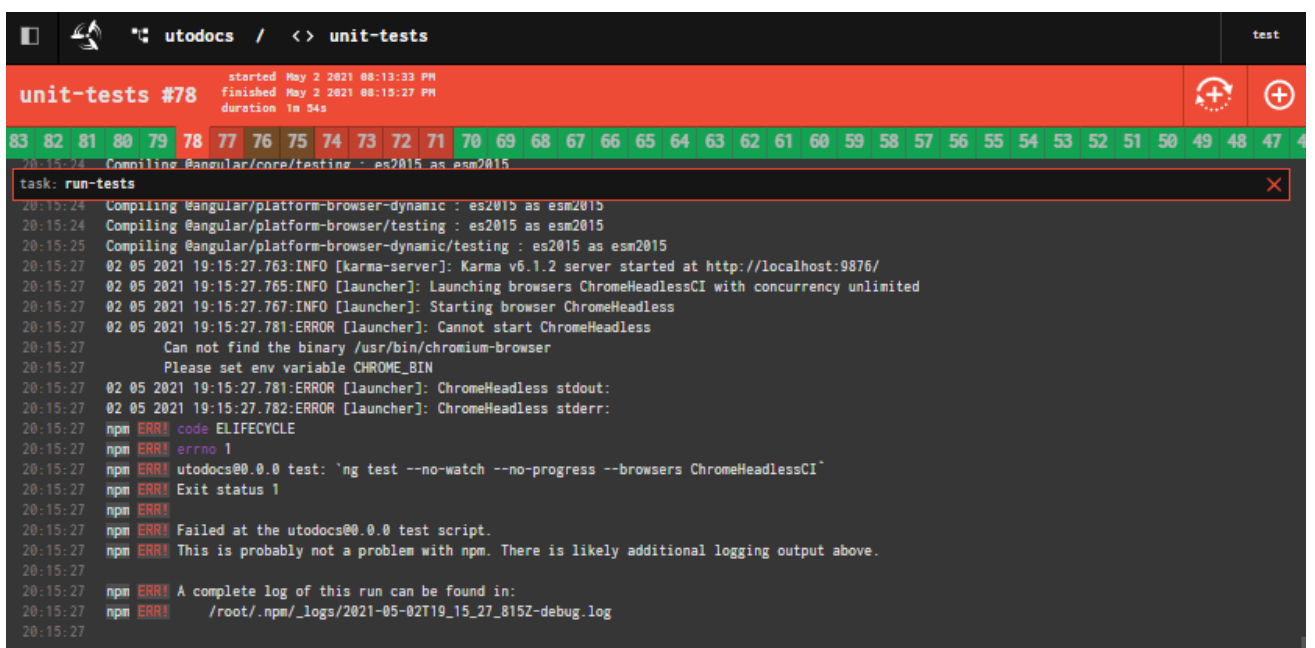 utodocs / <> unit-tests
test
unit-tests #78
started May 2 2021 08:13:33 PM
finished May 2 2021 08:15:27 PM
duration 1m 54s
83 82 81 80 79 78 77 76 75 74 73 72 71 70 69 68 67 66 65 64 63 62 61 60 59 58 57 56 55 54 53 52 51 50 49 48 47 4
20:15:24 Compiling @angular/core/testing : es2015 as esm2015
task: run-tests
20:15:24 Compiling @angular/platform-browser-dynamic : es2015 as esm2015
20:15:24 Compiling @angular/platform-browser/testing : es2015 as esm2015
20:15:25 Compiling @angular/platform-browser-dynamic/testing : es2015 as esm2015
20:15:27 02 05 2021 19:15:27.763:INFO [karma-server]: Karma v6.1.2 server started at http://localhost:9876/
20:15:27 02 05 2021 19:15:27.765:INFO [launcher]: Launching browsers ChromeHeadlessCI with concurrency unlimited
20:15:27 02 05 2021 19:15:27.767:INFO [launcher]: Starting browser ChromeHeadless
20:15:27 02 05 2021 19:15:27.781:ERROR [launcher]: Cannot start ChromeHeadless
20:15:27 Can not find the binary /usr/bin/chromium-browser
20:15:27 Please set env variable CHROME_BIN
20:15:27 02 05 2021 19:15:27.781:ERROR [launcher]: ChromeHeadless stdout:
20:15:27 02 05 2021 19:15:27.782:ERROR [launcher]: ChromeHeadless stderr:
20:15:27 npm ERR! code ELIFECYCLE
20:15:27 npm ERR! errno 1
20:15:27 npm ERR! utodocs@0.0.0 test: `ng test --no-watch --no-progress --browsers ChromeHeadlessCI`
20:15:27 npm ERR! Exit status 1
20:15:27 npm ERR!
20:15:27 npm ERR! Failed at the utodocs@0.0.0 test script.
20:15:27 npm ERR! This is probably not a problem with npm. There is likely additional logging output above.
20:15:27
20:15:27 npm ERR! A complete log of this run can be found in:
20:15:27 npm ERR! /root/.npm/_logs/2021-05-02T19_15_27_815Z-debug.log
20:15:27